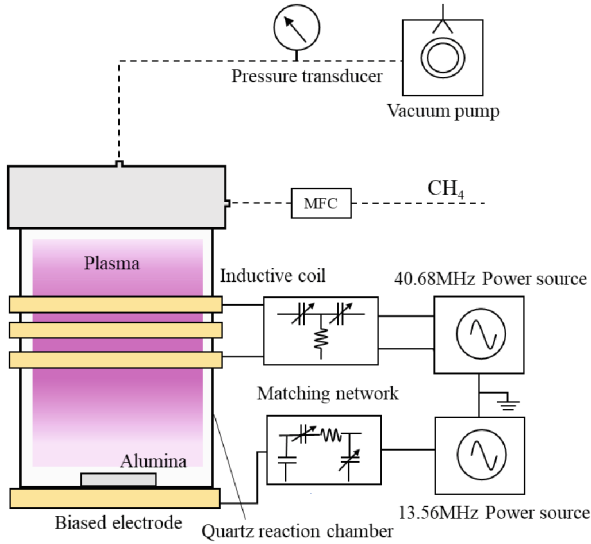 Pressure transducer
Vacuum pump
CH4
MFC
Plasma
Inductive coil
40.68MHz Power source
Matching network
Alumina
Biased electrode
Quartz reaction chamber
13.56MHz Power source